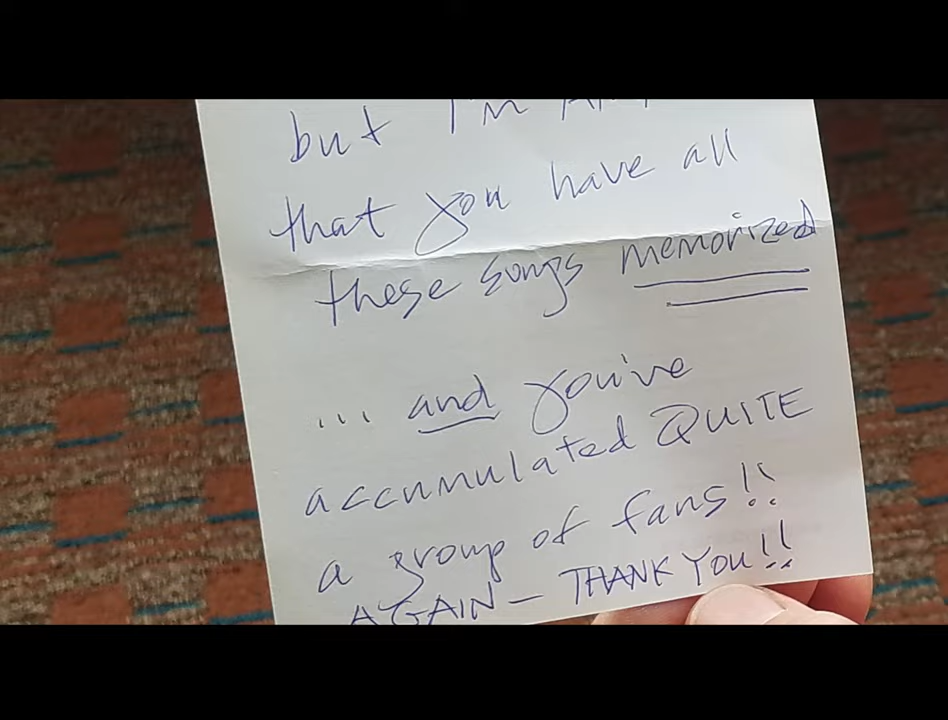 but I'm
that you have all
these songs memorized
... and you've
accumulated QUITE
a group of fans!!
AGAIN - THANK YOU!!